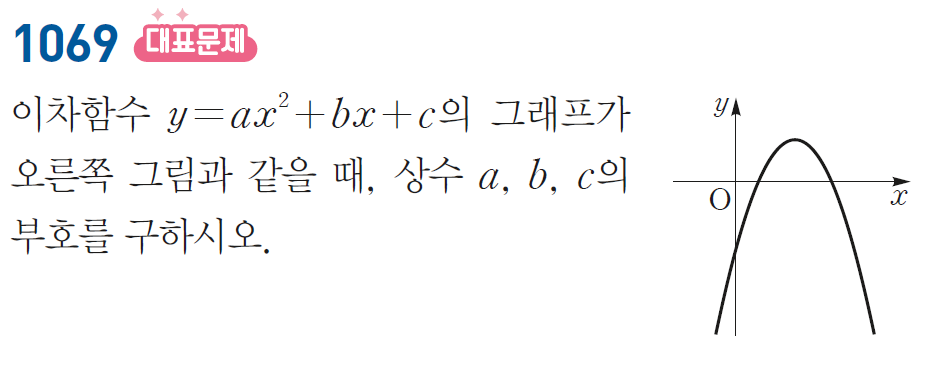 1069 대표문제
이차함수 y=ax²+bx+c의 그래프가
오른쪽 그림과 같을 때, 상수 a, b, c의
부호를 구하시오.
y
O
x